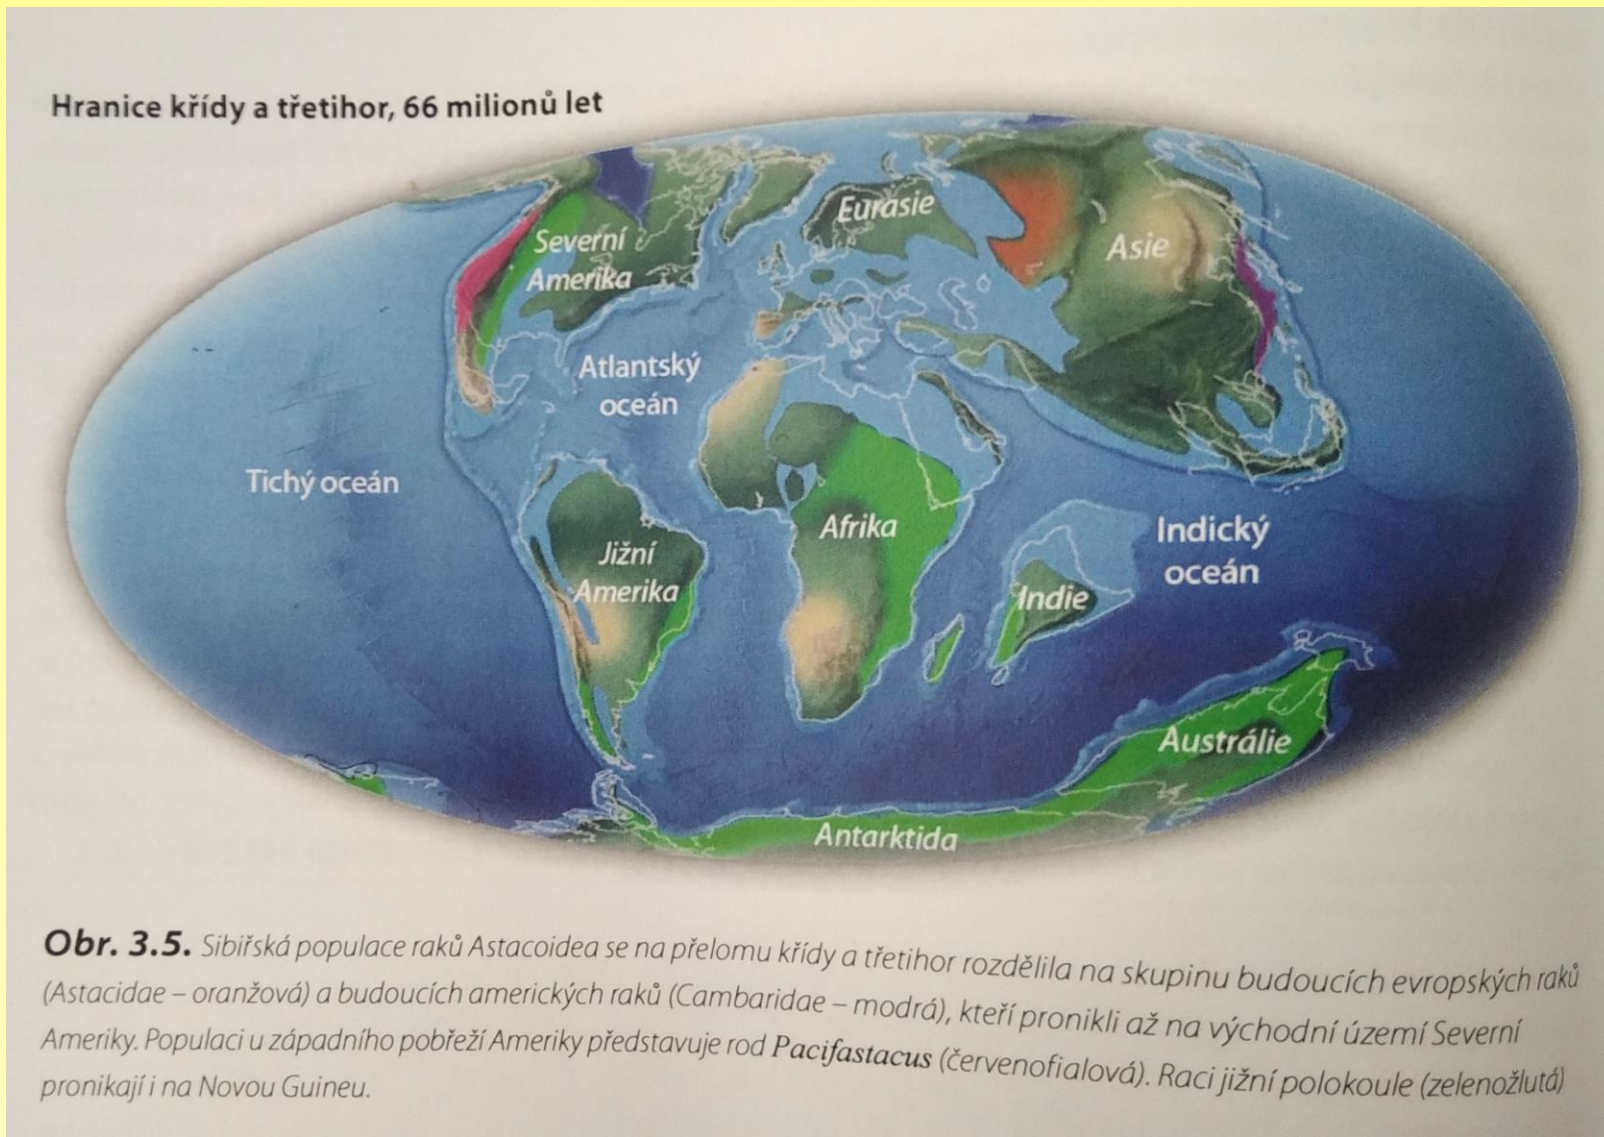 Hranice křídy a třetihor, 66 milionů let
Eurasie
Severní
Amerika
Asie
Atlantský
oceán
Tichý oceán
Afrika
Indický
oceán
Jižní
Amerika
Indie
Austrálie
Antarktida
Obr. 3.5. Sibiřská populace raků Astacoidea se na přelomu křídy a třetihor rozdělila na skupinu budoucích evropských raků
(Astacidae – oranžová) a budoucích amerických raků (Cambaridae – modrá), kteří pronikli až na východní území Severní
Ameriky. Populaci u západního pobřeží Ameriky představuje rod Pacifastacus (červenofialová). Raci jižní polokoule (zelenožlutá)
pronikají i na Novou Guineu.